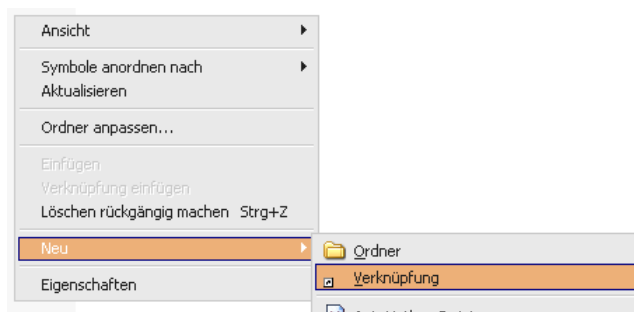 Ansicht
Symbole anordnen nach
Aktualisieren
Ordner anpassen...
Einfügen
Verknüpfung einfügen
Löschen rückgängig machen Strg+Z
Neu
Eigenschaften
Ordner
Verknüpfung